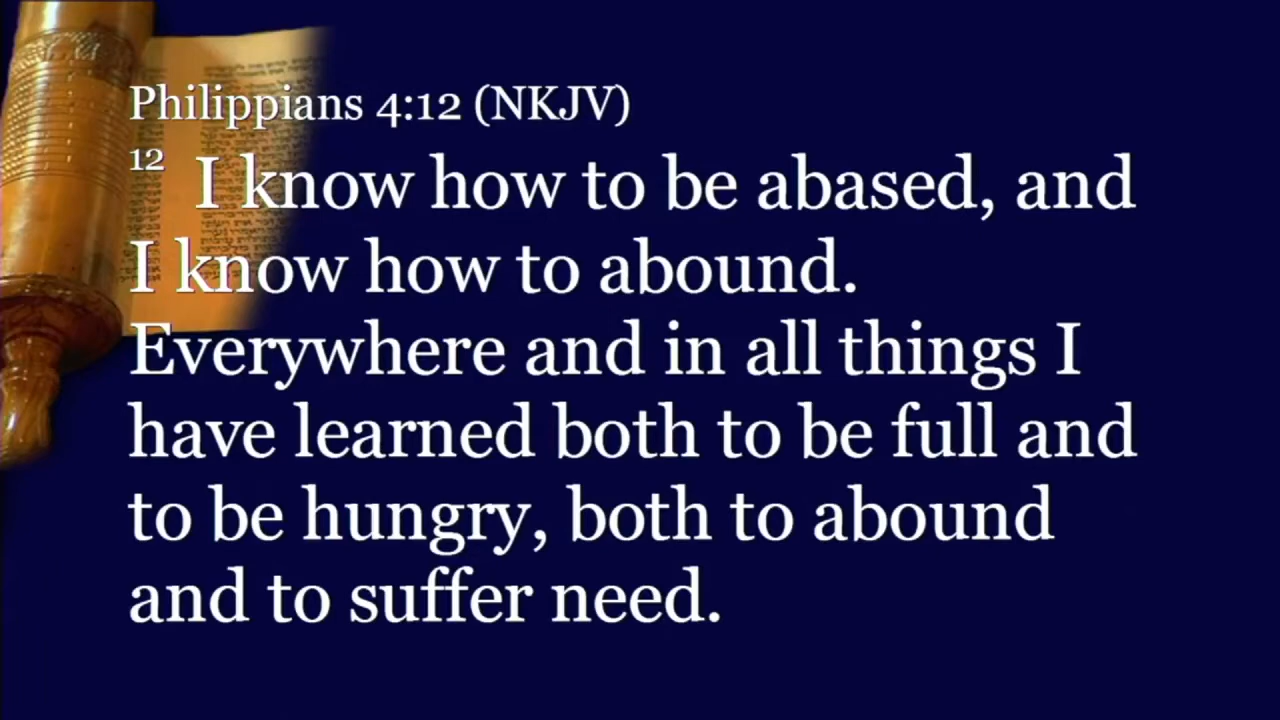 Philippians 4:12 (NKJV)
12 I know how to be abased, and
I know how to abound.
Everywhere and in all things I
have learned both to be full and
to be hungry, both to abound
and to suffer need.